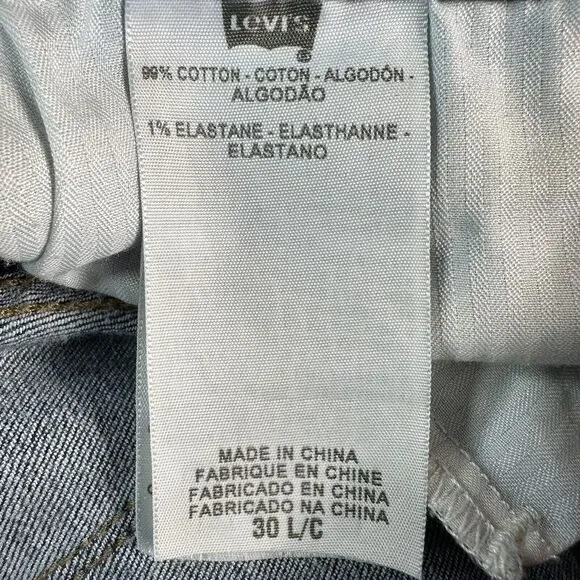 Levi's
®
99% COTTON - COTON - ALGODÓN -
ALGODÃO
1% ELASTANE - ELASTHANNE -
ELASTANO
MADE IN CHINA
FABRIQUE EN CHINE
FABRICADO EN CHINA
FABRICADO NA CHINA
30 L/C